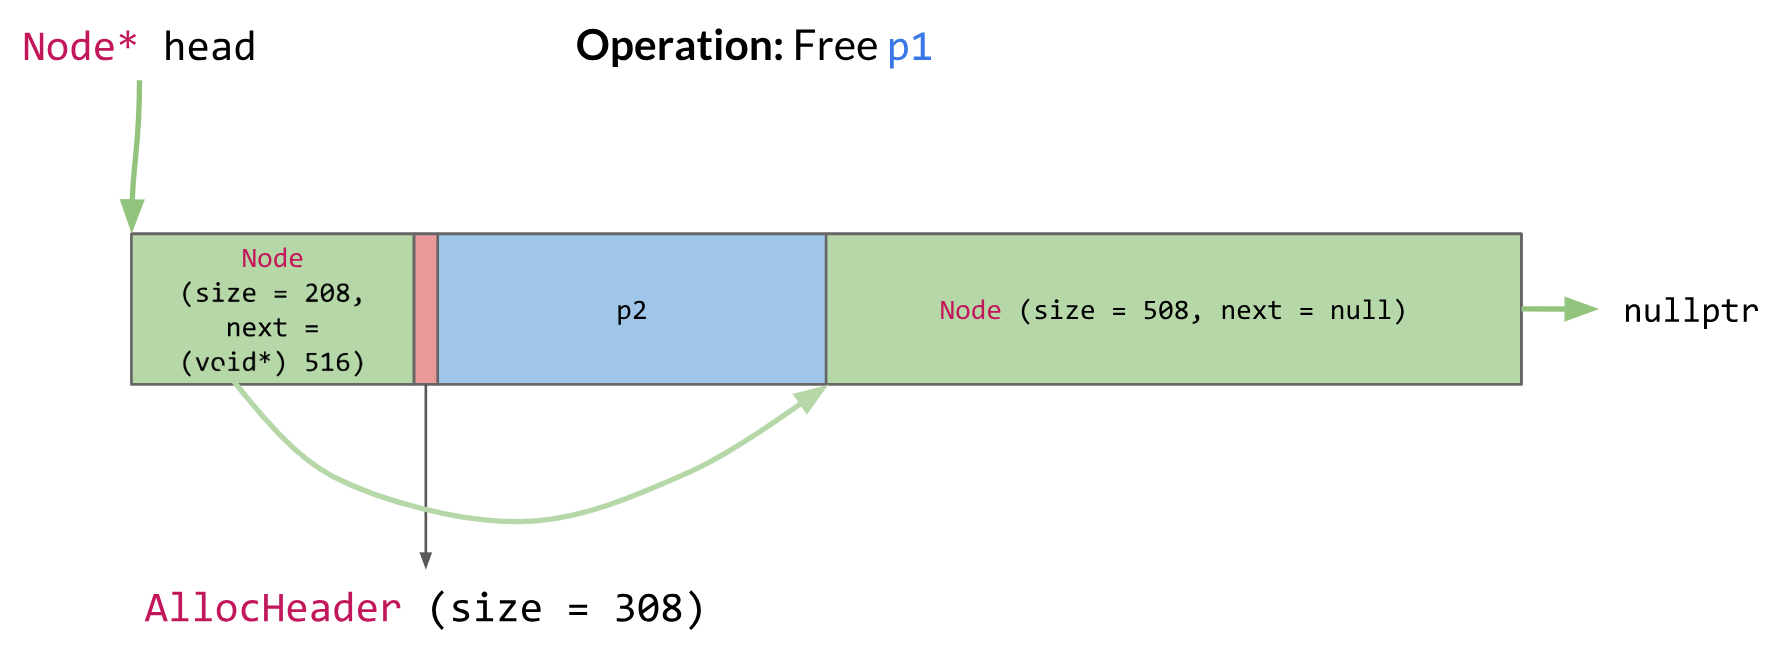 Node* head
Operation: Free p1
Node
(size = 208,
next =
(void*) 516)
p2
Node (size = 508, next = null)
nullptr
AllocHeader (size = 308)